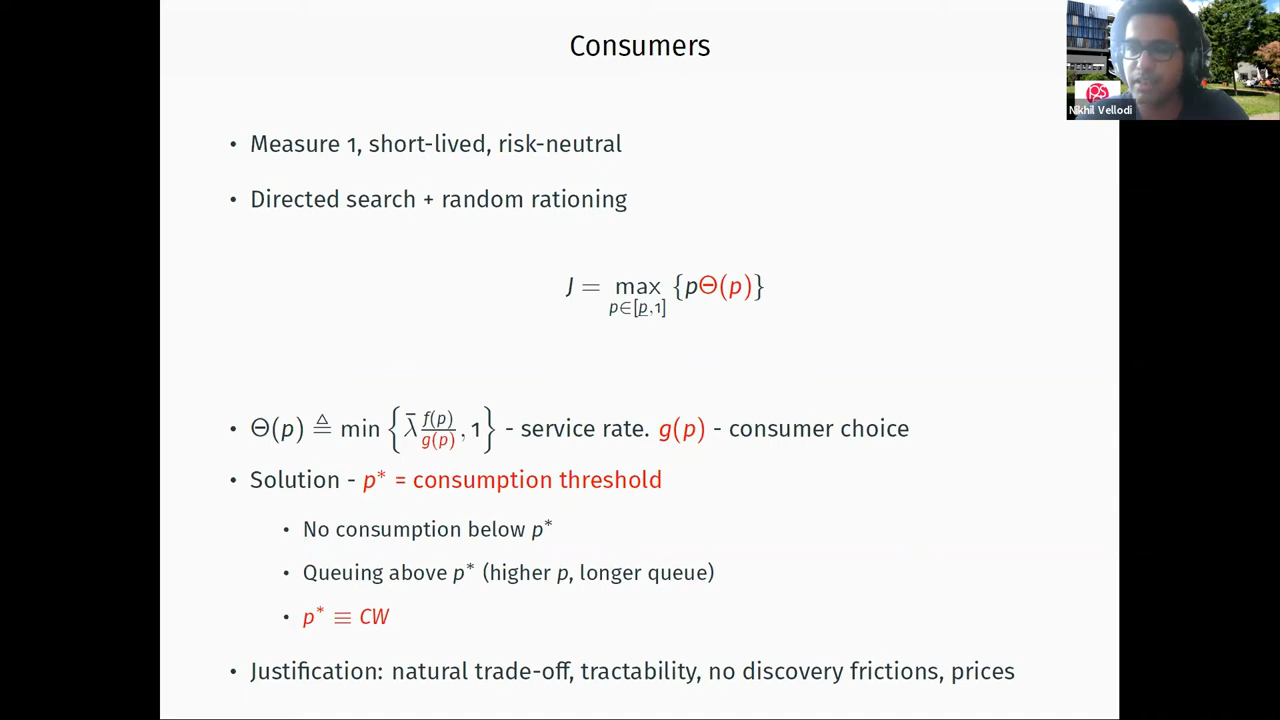 Consumers
• Measure 1, short-lived, risk-neutral
• Directed search + random rationing
J = max {pΘ(p)}
p∈[p̲,1]
• Θ(p) ≜ min { λ̄ f(p)/g(p) , 1 } - service rate. g(p) - consumer choice
• Solution - p* = consumption threshold
• No consumption below p*
• Queuing above p* (higher p, longer queue)
• p* ≡ CW
• Justification: natural trade-off, tractability, no discovery frictions, prices
Nikhil Vellodi